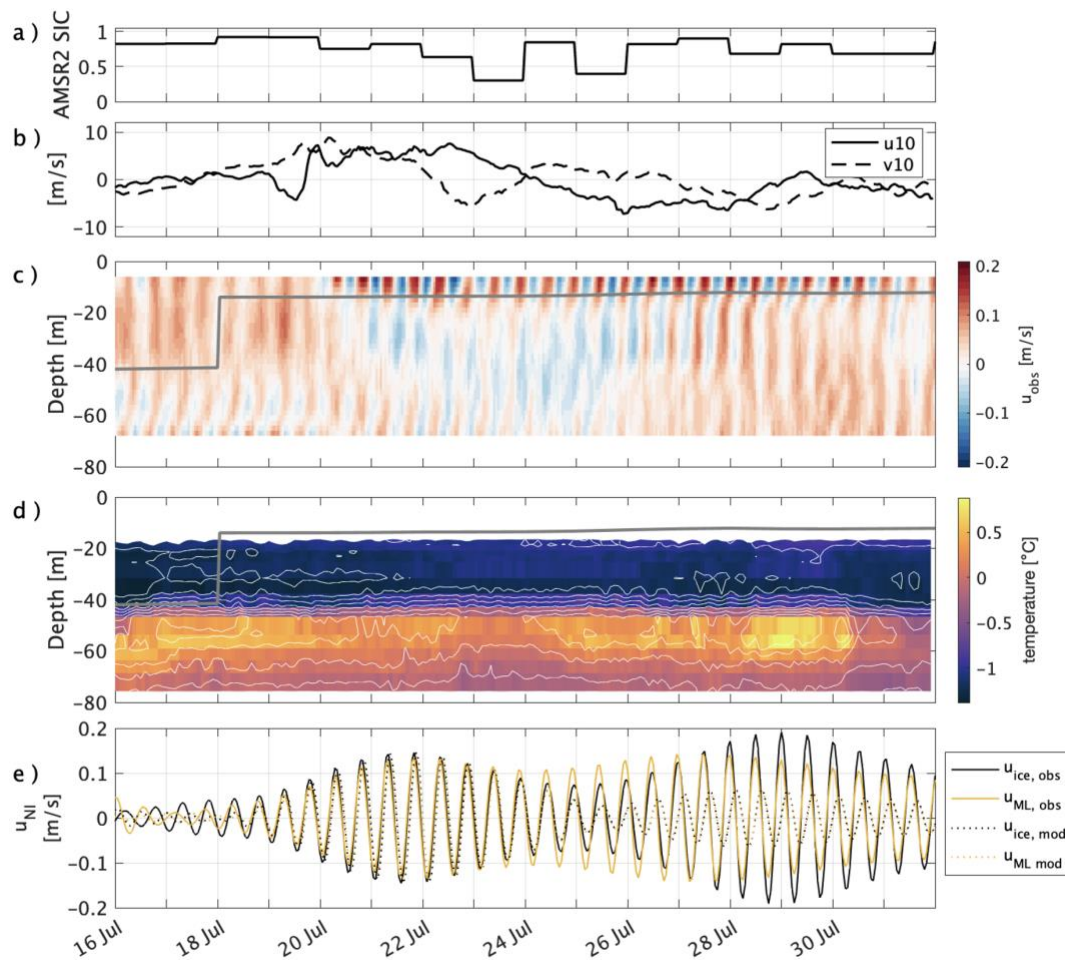 a )
AMSR2 SIC
1
0.5
0
b )
[m/s]
10
0
−10
u10
v10
c )
Depth [m]
0
−20
−40
−60
−80
0.2
0.1
0
−0.1
−0.2
u_obs [m/s]
d )
Depth [m]
0
−20
−40
−60
−80
0.5
0
−0.5
−1
temperature [°C]
e )
u_NI
[m/s]
0.2
0.1
0
−0.1
−0.2
u_ice, obs
u_ML, obs
u_ice, mod
u_ML mod
16 Jul
18 Jul
20 Jul
22 Jul
24 Jul
26 Jul
28 Jul
30 Jul